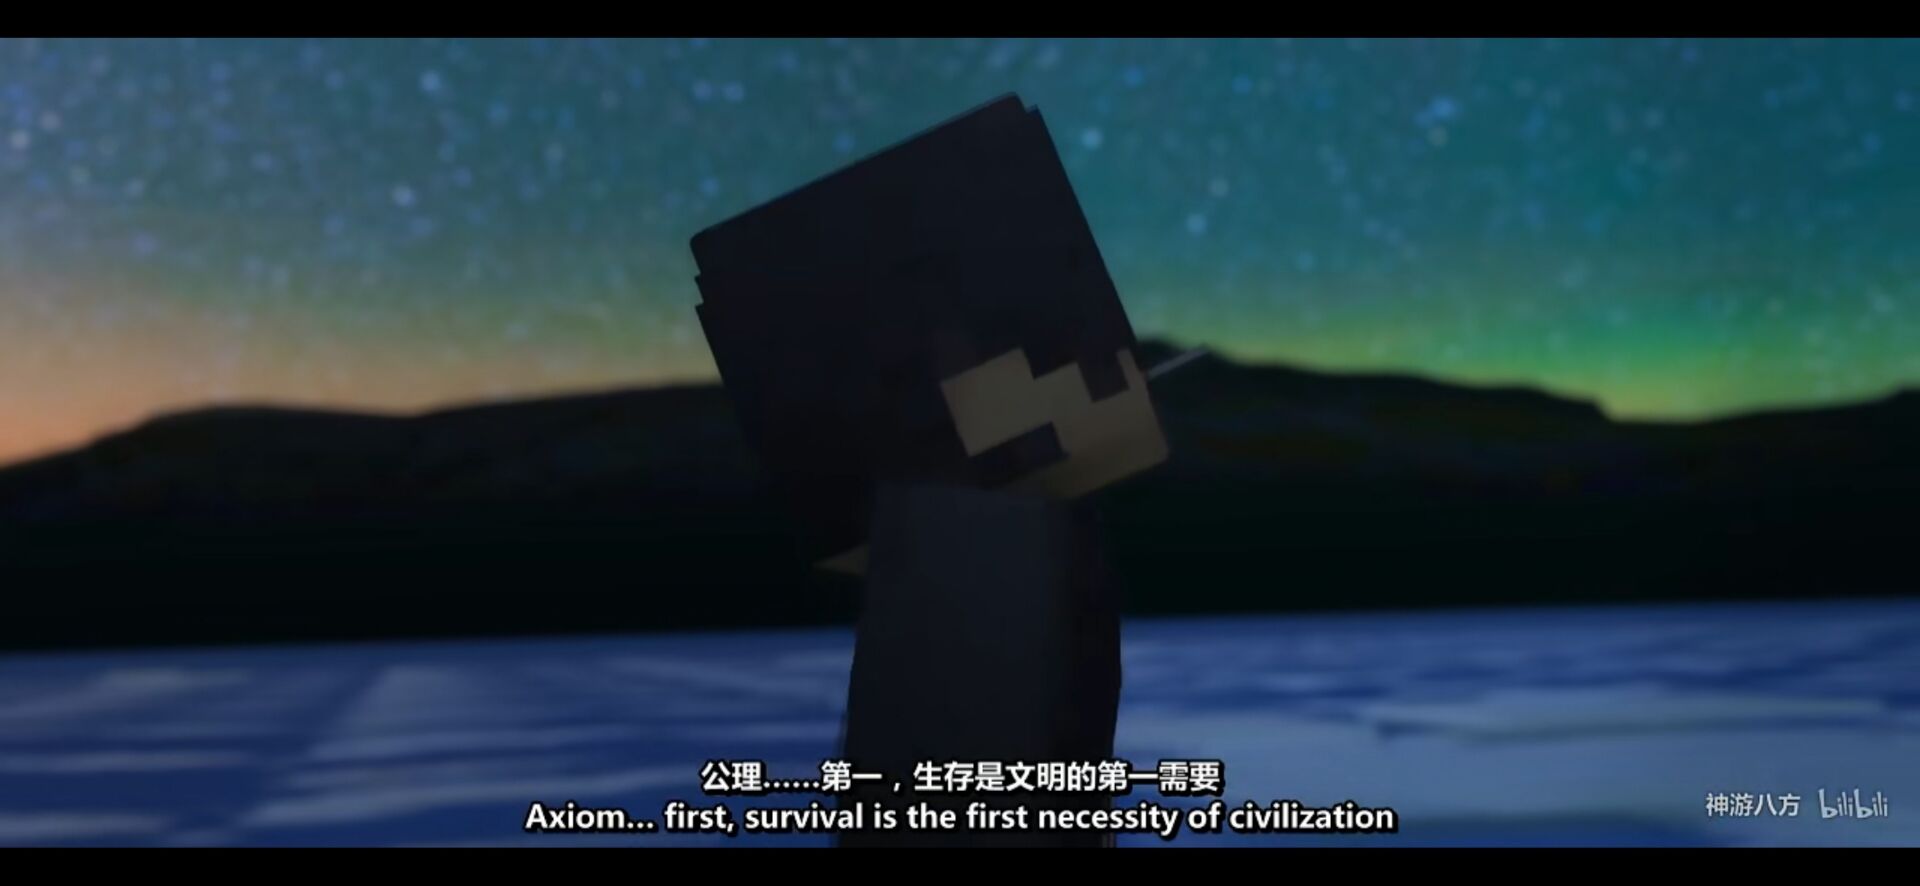 公理……第一，生存是文明的第一需要
Axiom... first, survival is the first necessity of civilization
神游八方 bilibili